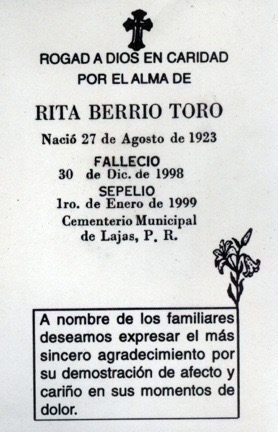 ROGAD A DIOS EN CARIDAD
POR EL ALMA DE
RITA BERRIO TORO
Nació 27 de Agosto de 1923
FALLECIO
30 de Dic. de 1998
SEPELIO
1ro. de Enero de 1999
Cementerio Municipal
de Lajas, P. R.
A nombre de los familiares
deseamos expresar el más
sincero agradecimiento por
su demostración de afecto y
cariño en sus momentos de
dolor.